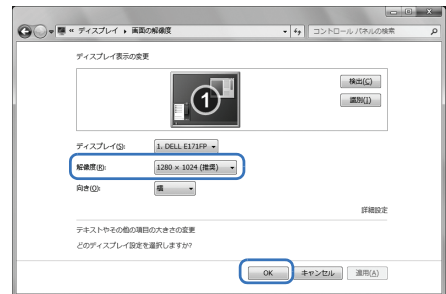 « ディスプレイ ▸ 画面の解像度
コントロール パネルの検索
ディスプレイ表示の変更
1
検出(C)
識別(I)
ディスプレイ(S): 1. DELL E171FP
解像度(R): 1280 × 1024 (推奨)
向き(O): 横
詳細設定
テキストやその他の項目の大きさの変更
どのディスプレイ設定を選択しますか?
OK キャンセル 適用(A)